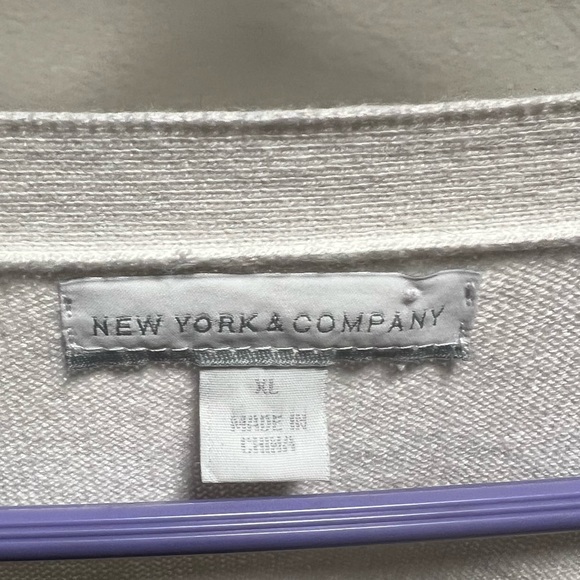 NEW YORK & COMPANY
XL
MADE IN
CHINA